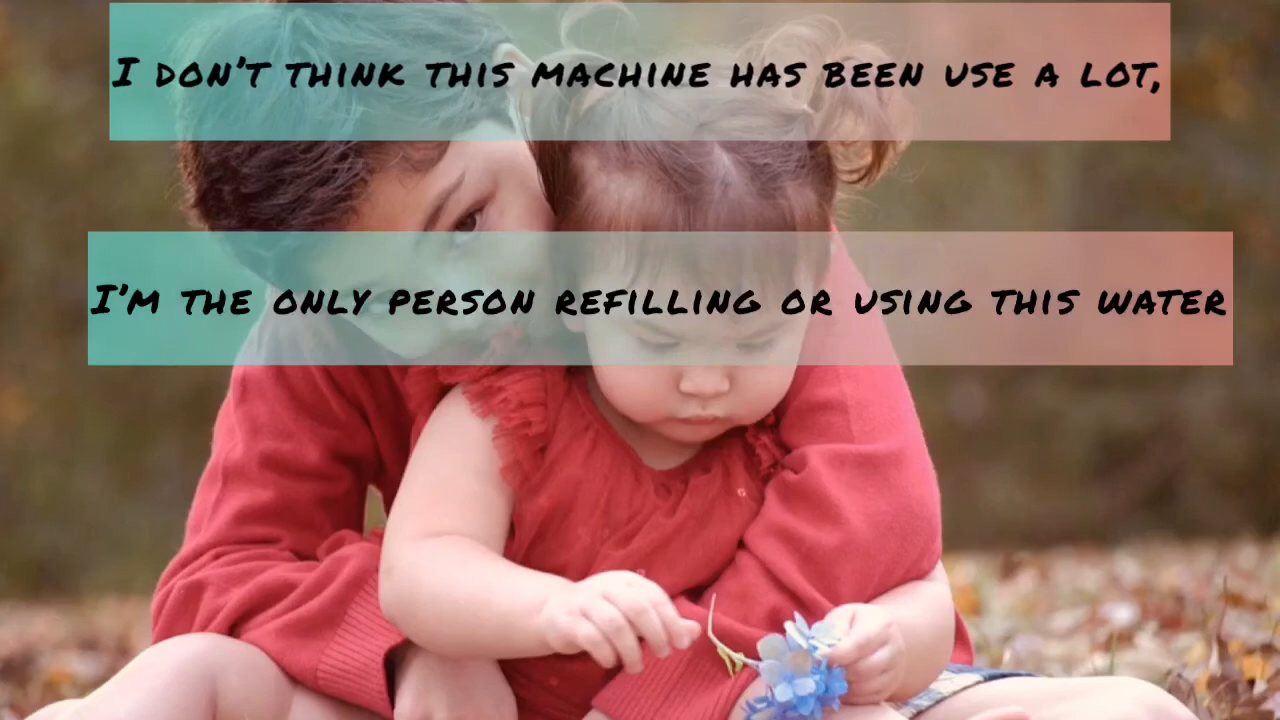 I DON'T THINK THIS MACHINE HAS BEEN USE A LOT,
I'M THE ONLY PERSON REFILLING OR USING THIS WATER